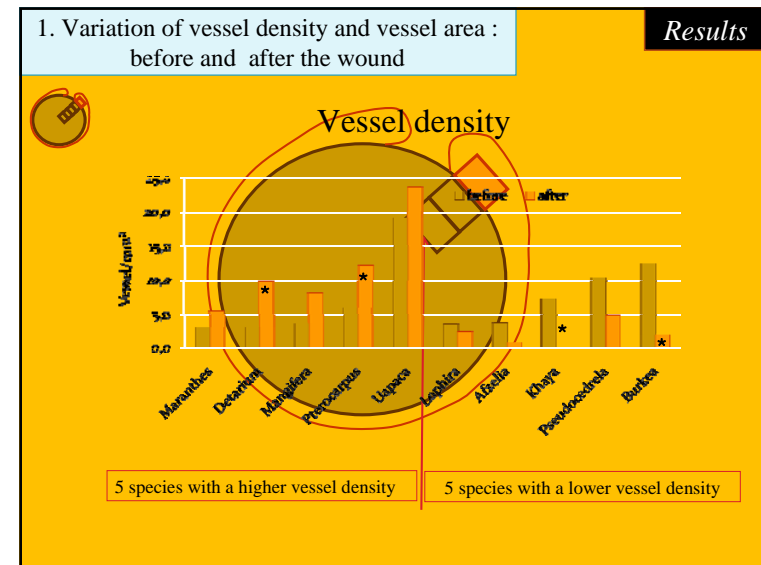 1. Variation of vessel density and vessel area :
before and after the wound
Results
Vessel density
before after
25,0
20,0
15,0
10,0
5,0
0,0
Vessel/mm²
* * * *
Maranthes Detarium Mangifera Pterocarpus Uapaca Lophira Afzelia Khaya Pseudocedrela Burkea
5 species with a higher vessel density
5 species with a lower vessel density